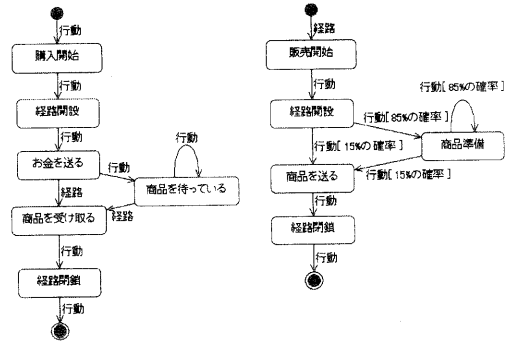 行動
購入開始
行動
経路開設
行動
お金を送る
行動
行動
商品を待っている
経路
経路
商品を受け取る
行動
経路閉鎖
行動
経路
販売開始
行動
経路開設
行動[ 85%の確率 ]
行動[ 85%の確率 ]
商品準備
行動[ 15%の確率 ]
行動[ 15%の確率 ]
商品を送る
行動
経路閉鎖
行動